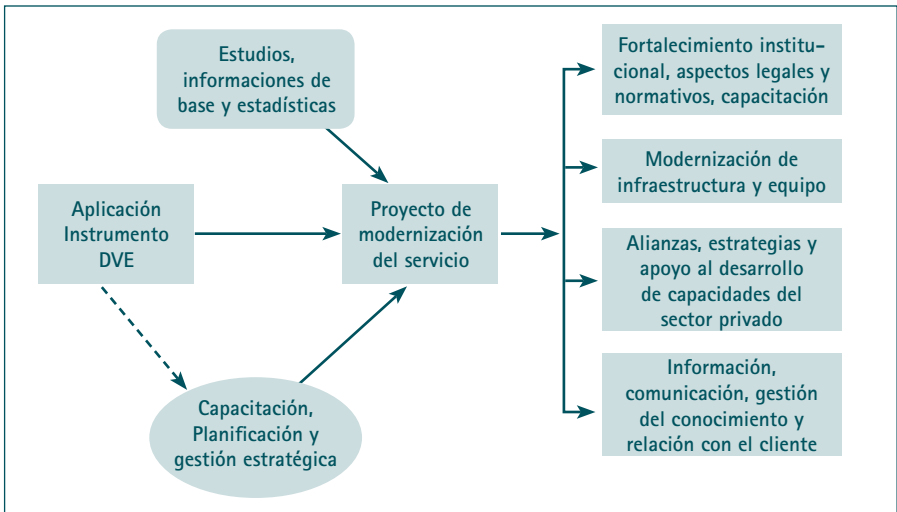 Estudios,
informaciones de
base y estadísticas
Aplicación
Instrumento
DVE
Proyecto de
modernización
del servicio
Capacitación,
Planificación y
gestión estratégica
Fortalecimiento institu-
cional, aspectos legales y
normativos, capacitación
Modernización de
infraestructura y equipo
Alianzas, estrategias y
apoyo al desarrollo
de capacidades del
sector privado
Información,
comunicación, gestión
del conocimiento y
relación con el cliente